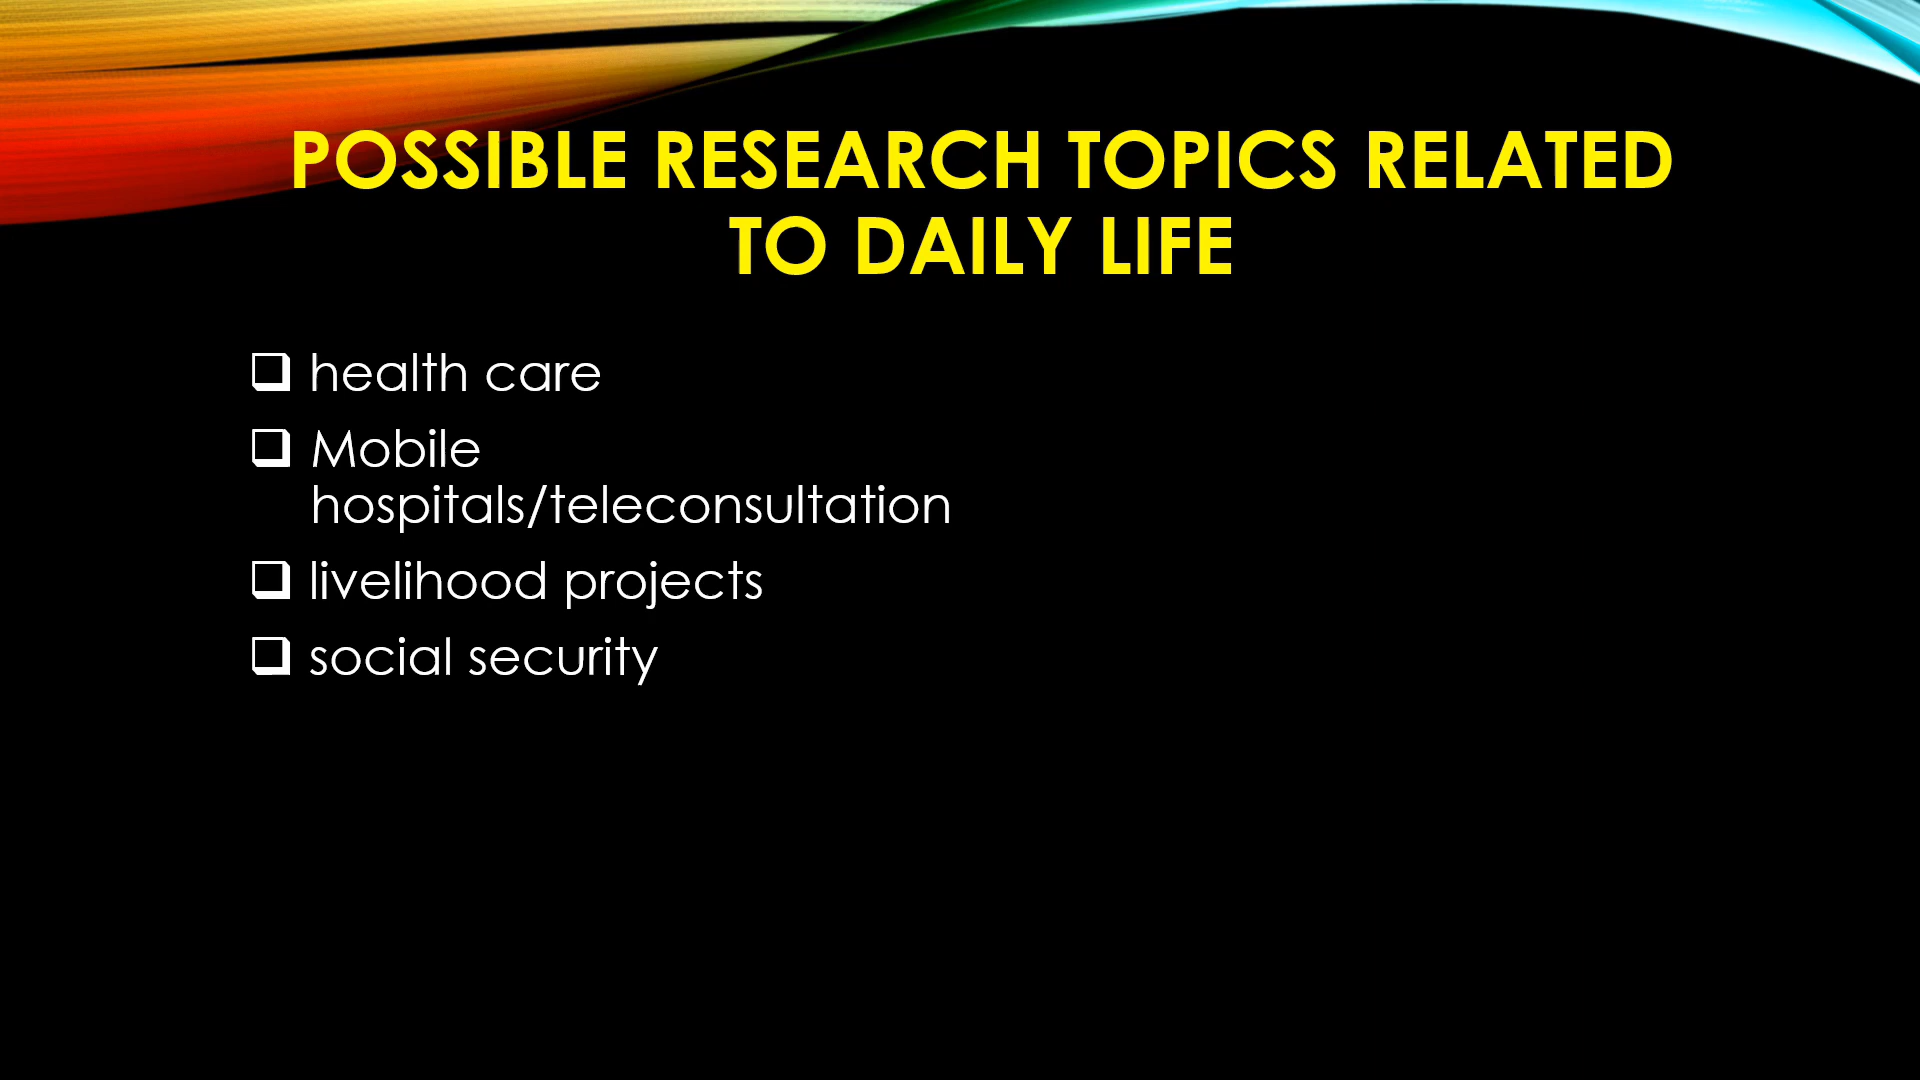 POSSIBLE RESEARCH TOPICS RELATED
TO DAILY LIFE
❑ health care
❑ Mobile
hospitals/teleconsultation
❑ livelihood projects
❑ social security